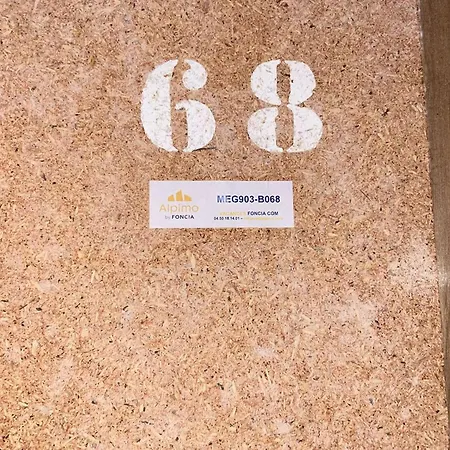 68
Alpimo
by FONCIA
MEG903-B068
FONCIA.COM